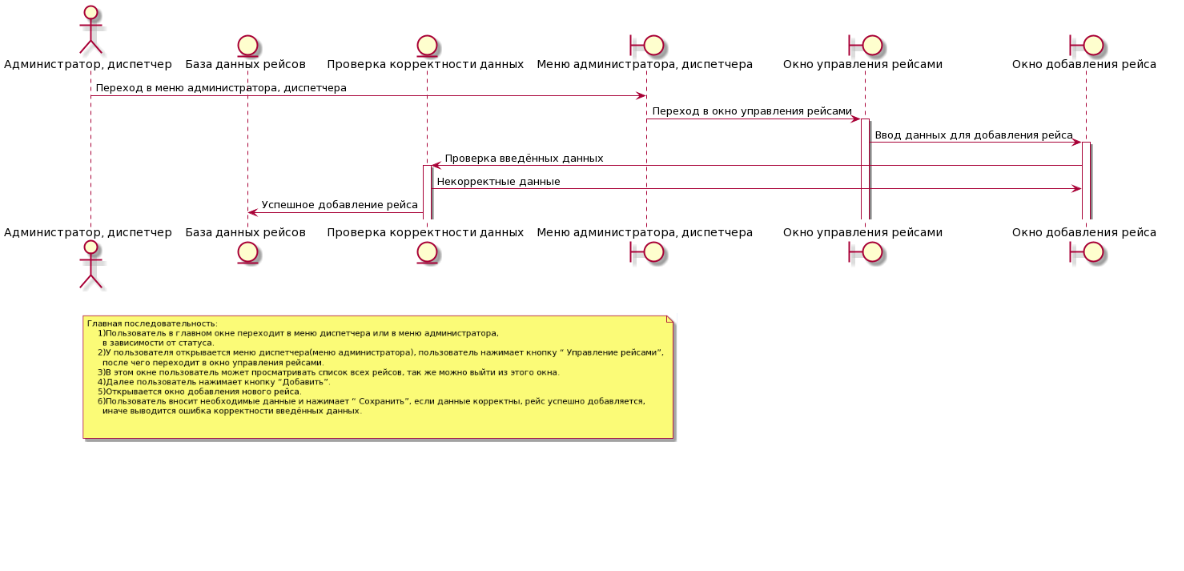 Администратор, диспетчер База данных рейсов Проверка корректности данных Меню администратора, диспетчера Окно управления рейсами Окно добавления рейса
Переход в меню администратора, диспетчера
Переход в окно управления рейсами
Ввод данных для добавления рейса
Проверка введённых данных
Некорректные данные
Успешное добавление рейса
Администратор, диспетчер База данных рейсов Проверка корректности данных Меню администратора, диспетчера Окно управления рейсами Окно добавления рейса
Главная последовательность:
1)Пользователь в главном окне переходит в меню диспетчера или в меню администратора,
в зависимости от статуса.
2)У пользователя открывается меню диспетчера(меню администратора), пользователь нажимает кнопку “ Управление рейсами”,
после чего переходит в окно управления рейсами.
3)В этом окне пользователь может просматривать список всех рейсов, так же можно выйти из этого окна.
4)Далее пользователь нажимает кнопку “Добавить”.
5)Открывается окно добавления нового рейса.
6)Пользователь вносит необходимые данные и нажимает “ Сохранить”, если данные корректны, рейс успешно добавляется,
иначе выводится ошибка корректности введённых данных.